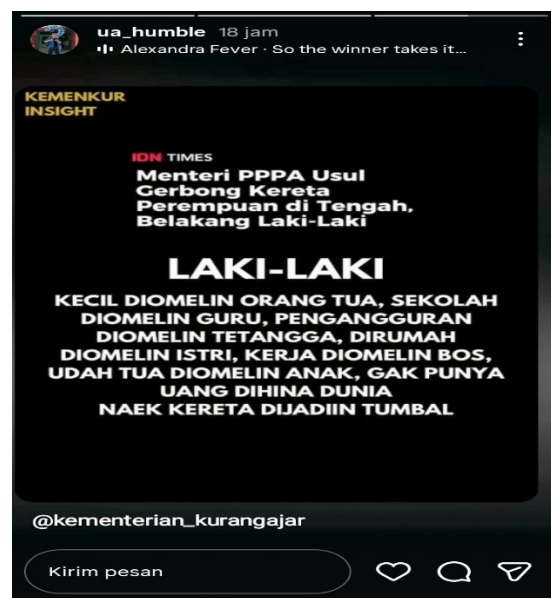 ua_humble 18 jam
Alexandra Fever · So the winner takes it...
KEMENKUR
INSIGHT
IDN TIMES
Menteri PPPA Usul
Gerbong Kereta
Perempuan di Tengah,
Belakang Laki-Laki
LAKI-LAKI
KECIL DIOMELIN ORANG TUA, SEKOLAH
DIOMELIN GURU, PENGANGGURAN
DIOMELIN TETANGGA, DIRUMAH
DIOMELIN ISTRI, KERJA DIOMELIN BOS,
UDAH TUA DIOMELIN ANAK, GAK PUNYA
UANG DIHINA DUNIA
NAEK KERETA DIJADIIN TUMBAL
@kementerian_kurangajar
Kirim pesan